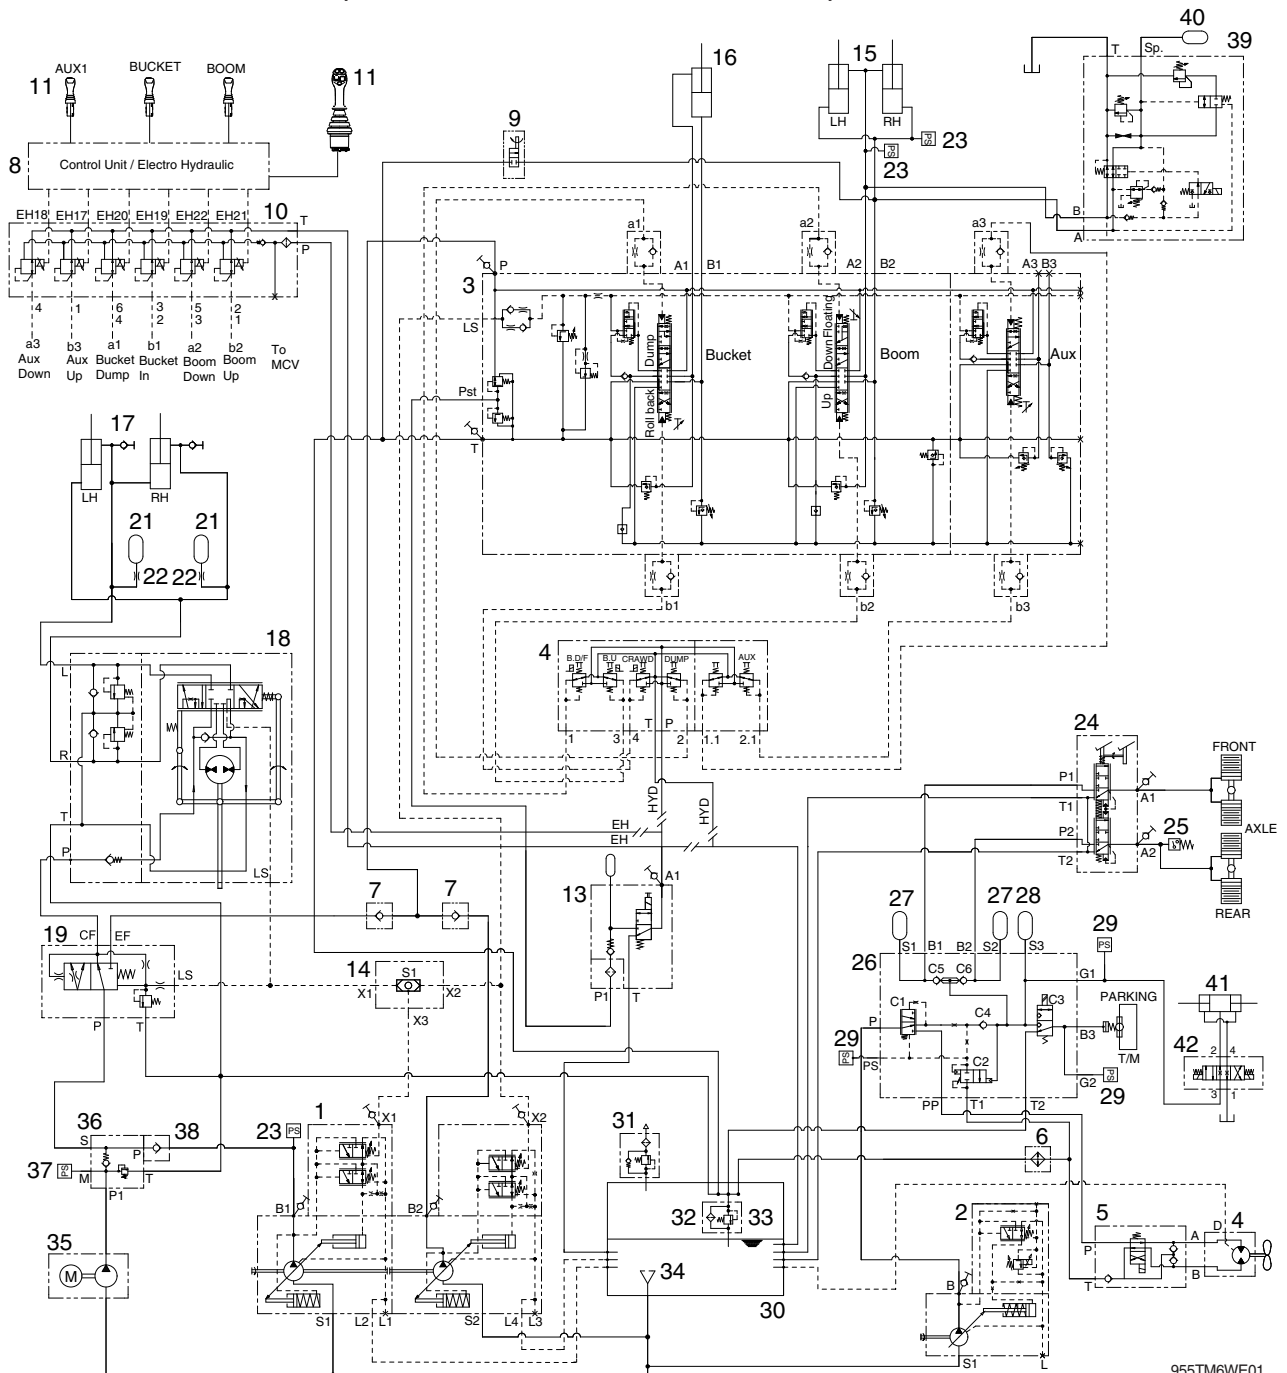 40
39
T
Sp.
16
15
11
AUX1
BUCKET
BOOM
11
LH
RH
PS
23
PS
23
9
8
Control Unit / Electro Hydraulic
EH18
EH17
EH20
EH19
EH22
EH21
10
T
P
B
A
a1
a2
a3
A1
B1
A2
B2
A3
B3
P
3
LS
4
1
6
4
3
2
5
3
2
1
a3
Aux
Down
b3
Aux
Up
a1
Bucket
Dump
b1
Bucket
In
a2
Boom
Down
b2
Boom
Up
To
MCV
Dump
Bucket
Down Floating
Boom
Aux
Pst
Roll back
Up
T
17
LH
RH
21
21
22
22
b1
b2
b3
18
4
B.D/F
B.U
CRAWD
DUMP
AUX
L
R
T
P
1
3
4
2
1.1
2.1
24
FRONT
P1
A1
T1
P2
A2
T2
25
AXLE
REAR
HYD
HYD
EH
EH
T
P
LS
7
7
13
A1
27
27
28
29
PS
19
CF
EF
LS
P
T
14
S1
X1
X2
X3
P1
T
26
S1
B1
B2
S2
S3
G1
C5
C6
C1
C3
C4
C2
P
PS
29
PS
PARKING
B3
T/M
G2
PS
29
PP
T1
T2
41
42
2
4
3
1
36
38
S
P
M
T
P1
37
PS
23
PS
1
X1
X2
B1
B2
31
6
32
33
2
5
4
A
D
P
B
T
35
M
34
30
S1
L2
L1
S2
L4
L3
B
S1
L
955TM6WE01